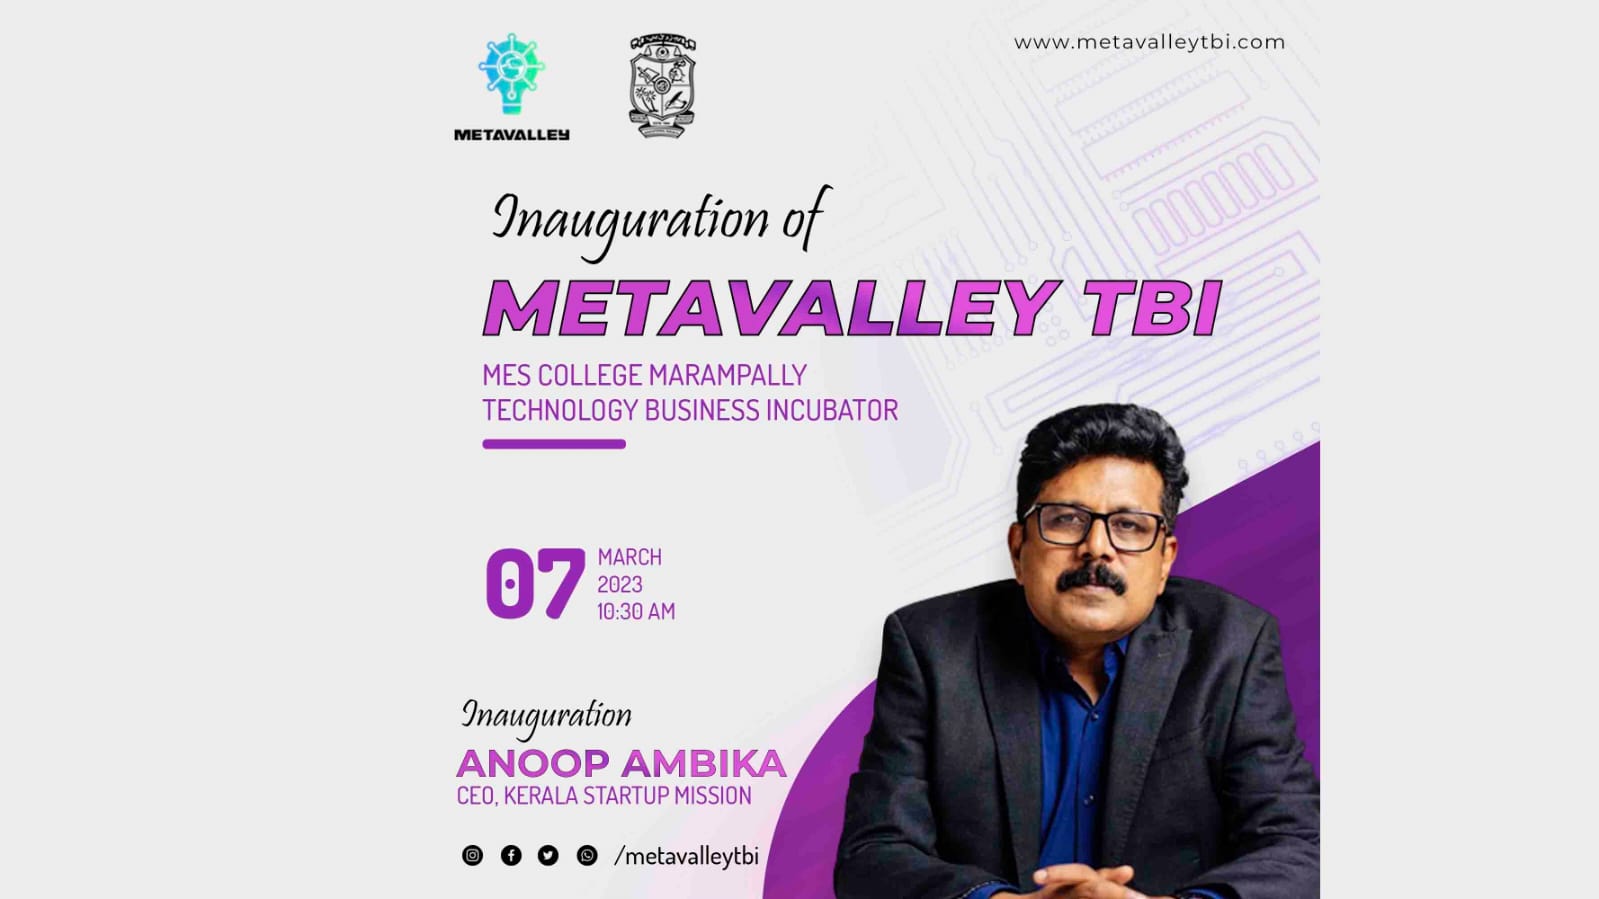 METAVALLEY
www.metavalleytbi.com
Inauguration of
METAVALLEY TBI
MES COLLEGE MARAMPALLY
TECHNOLOGY BUSINESS INCUBATOR
07
MARCH
2023
10:30 AM
Inauguration
ANOOP AMBIKA
CEO, KERALA STARTUP MISSION
/metavalleytbi